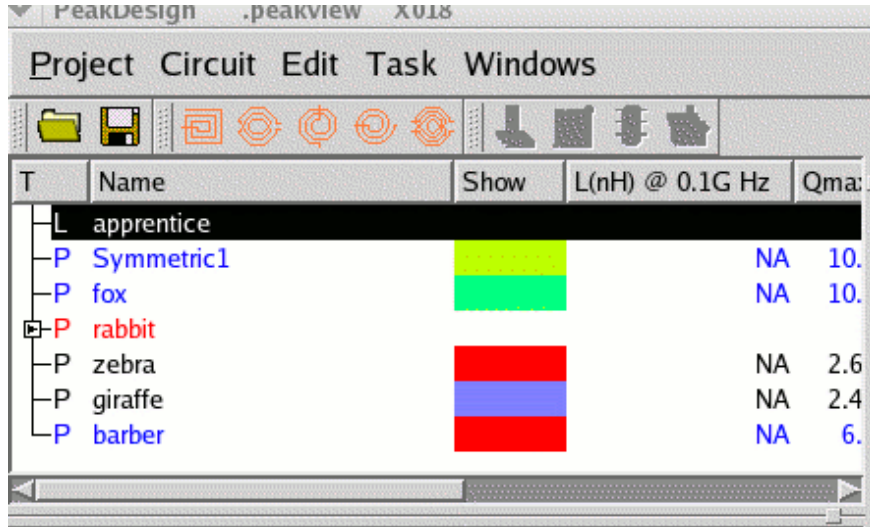 PeakDesign .peakview X018
Project Circuit Edit Task Windows
T Name Show L(nH) @ 0.1G Hz
L apprentice
P Symmetric1 NA 10.
P fox NA 10.
P rabbit
P zebra NA 2.6
P giraffe NA 2.4
P barber NA 6.